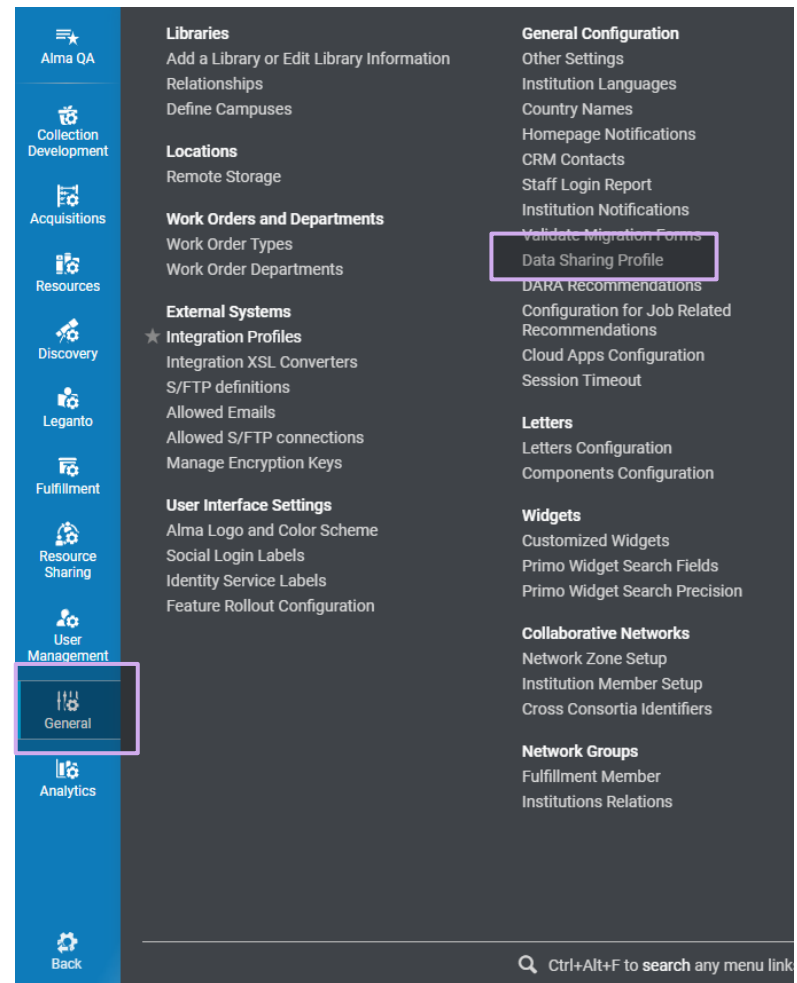 Alma QA
Collection
Development
Acquisitions
Resources
Discovery
Leganto
Fulfillment
Resource
Sharing
User
Management
General
Analytics
Back
Libraries
Add a Library or Edit Library Information
Relationships
Define Campuses
Locations
Remote Storage
Work Orders and Departments
Work Order Types
Work Order Departments
External Systems
Integration Profiles
Integration XSL Converters
S/FTP definitions
Allowed Emails
Allowed S/FTP connections
Manage Encryption Keys
User Interface Settings
Alma Logo and Color Scheme
Social Login Labels
Identity Service Labels
Feature Rollout Configuration
General Configuration
Other Settings
Institution Languages
Country Names
Homepage Notifications
CRM Contacts
Staff Login Report
Institution Notifications
Validate Migration Forms
Data Sharing Profile
DARA Recommendations
Configuration for Job Related
Recommendations
Cloud Apps Configuration
Session Timeout
Letters
Letters Configuration
Components Configuration
Widgets
Customized Widgets
Primo Widget Search Fields
Primo Widget Search Precision
Collaborative Networks
Network Zone Setup
Institution Member Setup
Cross Consortia Identifiers
Network Groups
Fulfillment Member
Institutions Relations
Ctrl+Alt+F to search any menu link